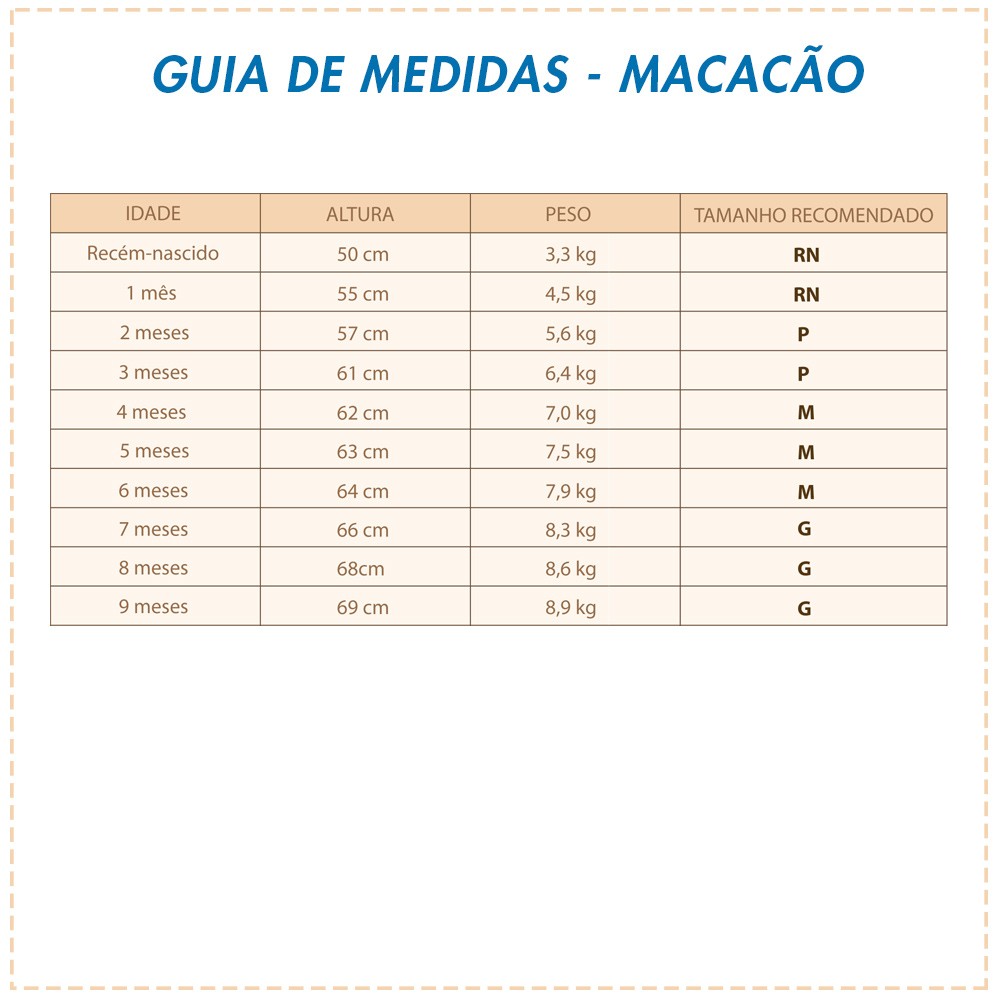 GUIA DE MEDIDAS - MACACÃO
IDADE ALTURA PESO TAMANHO RECOMENDADO
Recém-nascido 50 cm 3,3 kg RN
1 mês 55 cm 4,5 kg RN
2 meses 57 cm 5,6 kg P
3 meses 61 cm 6,4 kg P
4 meses 62 cm 7,0 kg M
5 meses 63 cm 7,5 kg M
6 meses 64 cm 7,9 kg M
7 meses 66 cm 8,3 kg G
8 meses 68cm 8,6 kg G
9 meses 69 cm 8,9 kg G